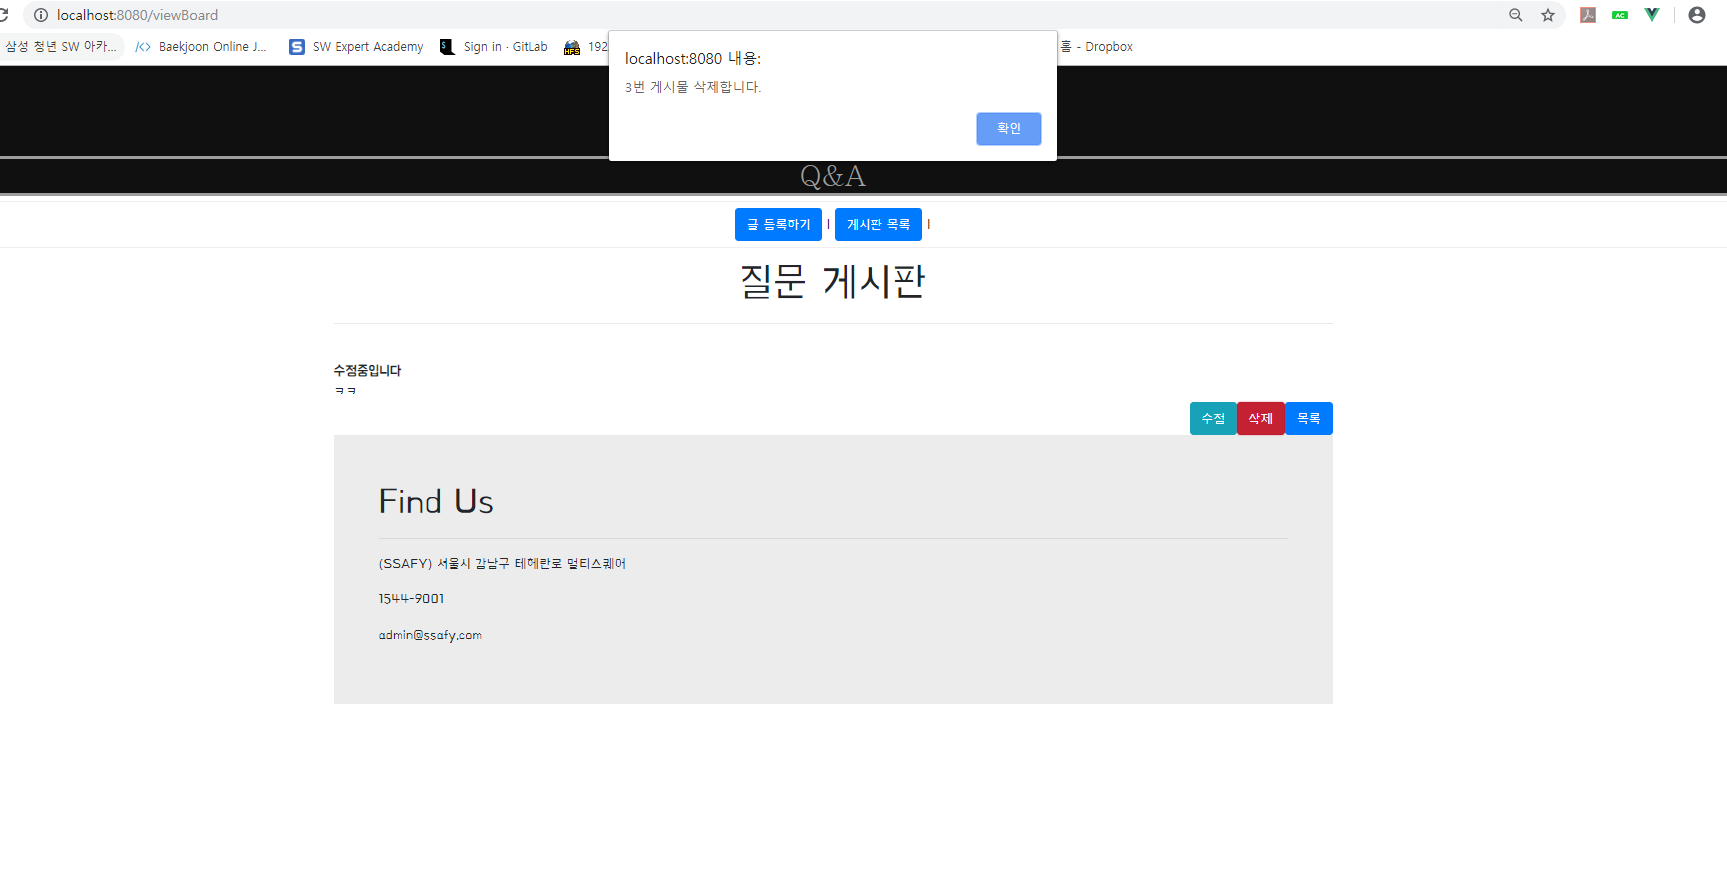 localhost:8080/viewBoard
삼성 청년 SW 아카... Baekjoon Online J... SW Expert Academy Sign in · GitLab 192 홈 - Dropbox
localhost:8080 내용:
3번 게시물 삭제합니다.
확인
Q&A
글 등록하기 | 게시판 목록 |
질문 게시판
수정중입니다
ㅋㅋ
수정 삭제 목록
Find Us
(SSAFY) 서울시 강남구 테헤란로 멀티스퀘어
1544-9001
admin@ssafy.com